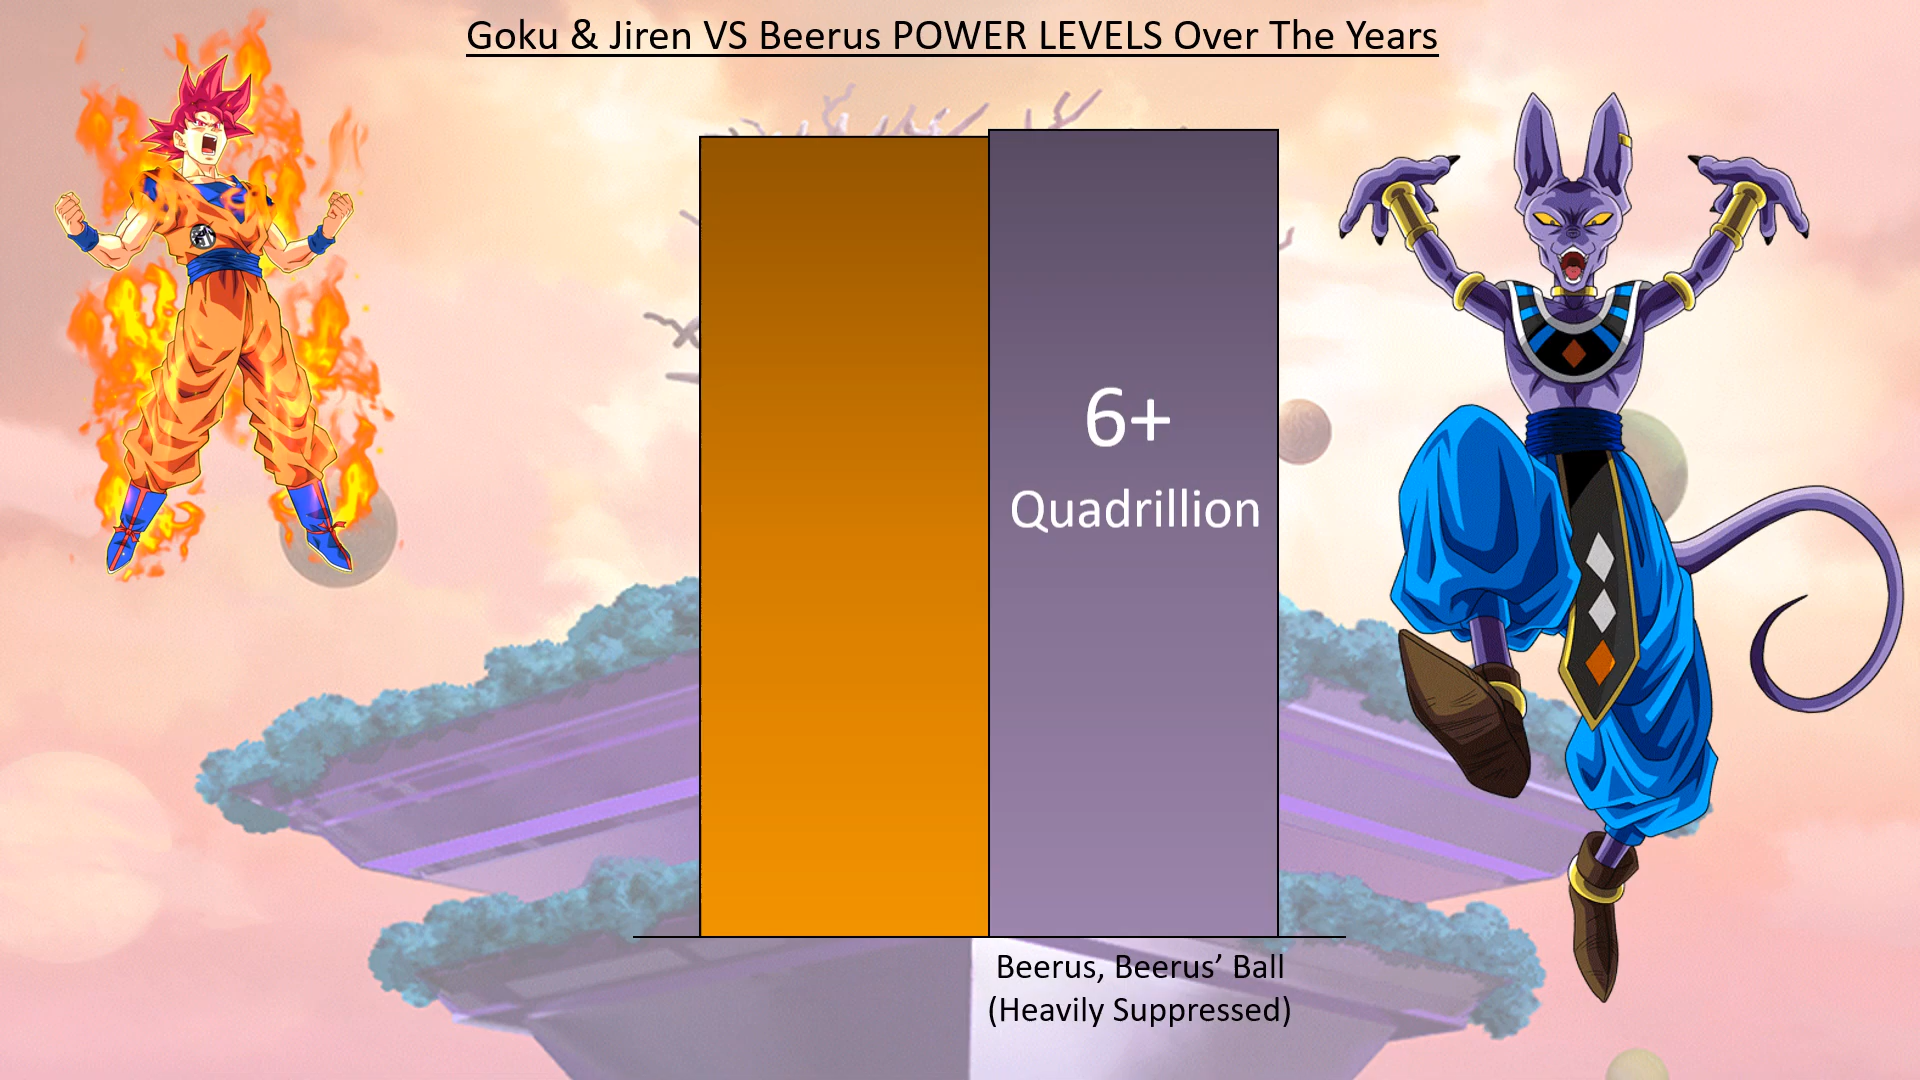 Goku & Jiren VS Beerus POWER LEVELS Over The Years
6+
Quadrillion
Beerus, Beerus’ Ball
(Heavily Suppressed)